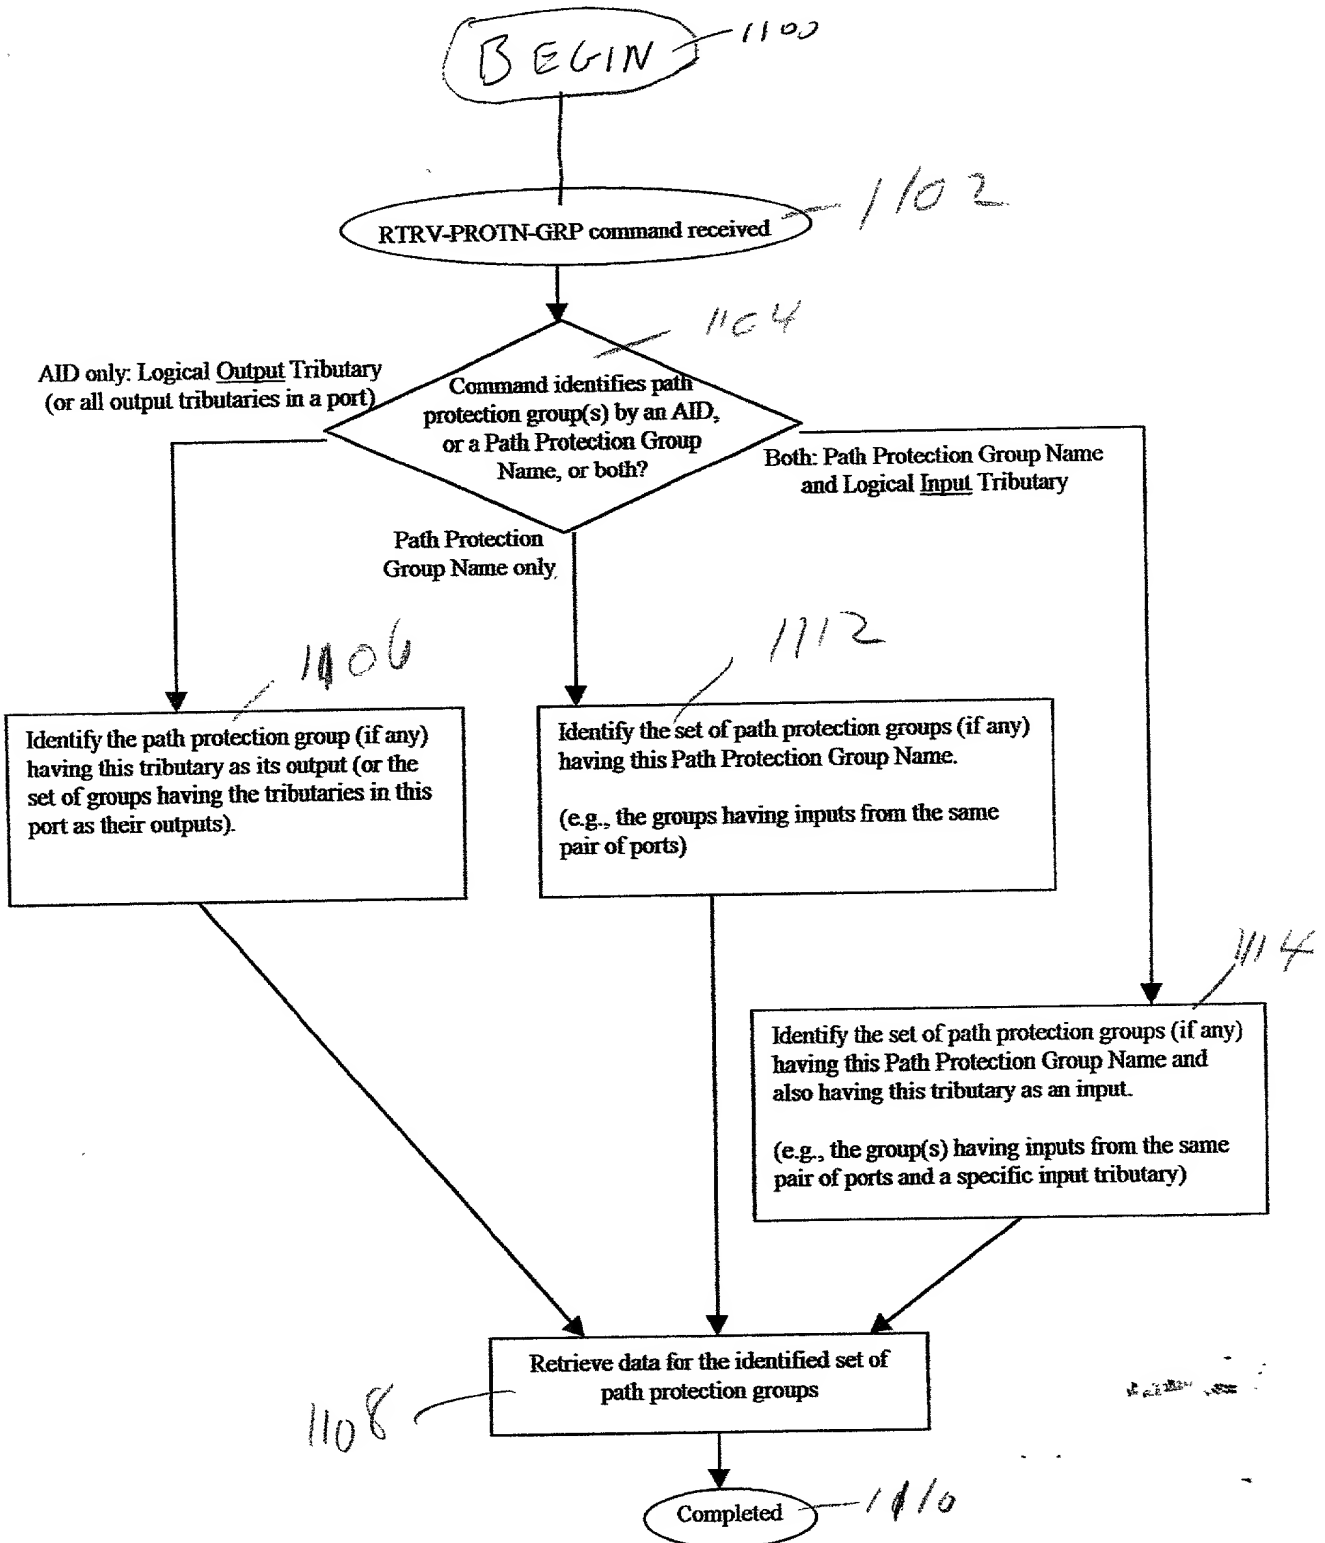 BEGIN
1100
RTRV-PROTN-GRP command received
1102
1104
AID only: Logical Output Tributary
(or all output tributaries in a port)
Command identifies path
protection group(s) by an AID,
or a Path Protection Group
Name, or both?
Both: Path Protection Group Name
and Logical Input Tributary
Path Protection
Group Name only
1106
1112
Identify the path protection group (if any)
having this tributary as its output (or the
set of groups having the tributaries in this
port as their outputs).
Identify the set of path protection groups (if any)
having this Path Protection Group Name.
(e.g., the groups having inputs from the same
pair of ports)
1114
Identify the set of path protection groups (if any)
having this Path Protection Group Name and
also having this tributary as an input.
(e.g., the group(s) having inputs from the same
pair of ports and a specific input tributary)
Retrieve data for the identified set of
path protection groups
1108
Completed
1110